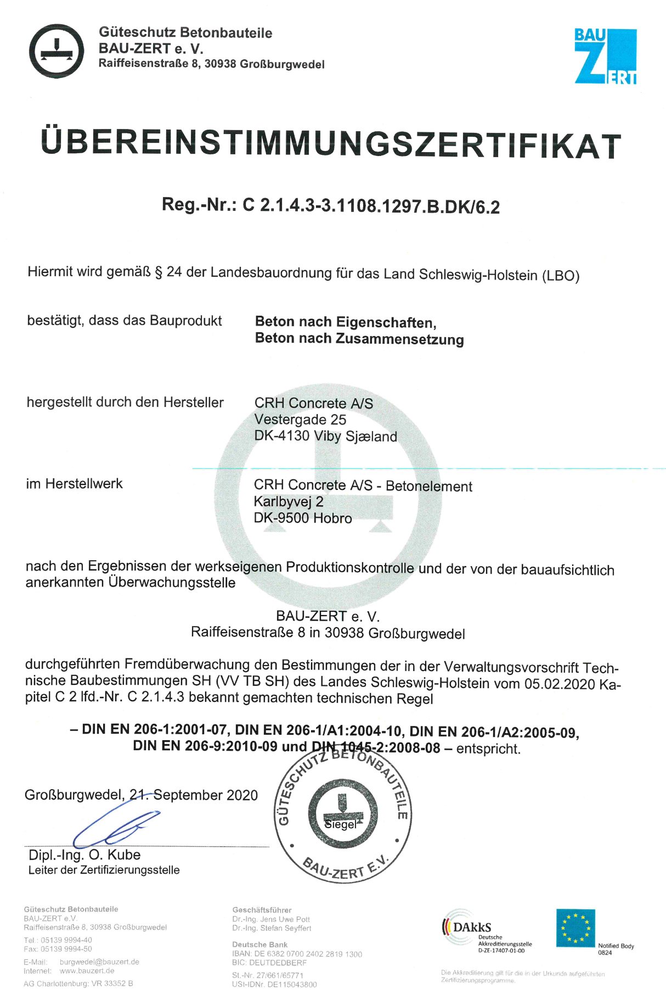 Güteschutz Betonbauteile
BAU-ZERT e. V.
Raiffeisenstraße 8, 30938 Großburgwedel
BAU
ZERT
ÜBEREINSTIMMUNGSZERTIFIKAT
Reg.-Nr.: C 2.1.4.3-3.1108.1297.B.DK/6.2
Hiermit wird gemäß § 24 der Landesbauordnung für das Land Schleswig-Holstein (LBO)
bestätigt, dass das Bauprodukt Beton nach Eigenschaften,
Beton nach Zusammensetzung
hergestellt durch den Hersteller CRH Concrete A/S
Vestergade 25
DK-4130 Viby Sjæland
im Herstellwerk CRH Concrete A/S - Betonelement
Karlbyvej 2
DK-9500 Hobro
nach den Ergebnissen der werkseigenen Produktionskontrolle und der von der bauaufsichtlich
anerkannten Überwachungsstelle
BAU-ZERT e. V.
Raiffeisenstraße 8 in 30938 Großburgwedel
durchgeführten Fremdüberwachung den Bestimmungen der in der Verwaltungsvorschrift Tech-
nische Baubestimmungen SH (VV TB SH) des Landes Schleswig-Holstein vom 05.02.2020 Ka-
pitel C 2 lfd.-Nr. C 2.1.4.3 bekannt gemachten technischen Regel
– DIN EN 206-1:2001-07, DIN EN 206-1/A1:2004-10, DIN EN 206-1/A2:2005-09,
DIN EN 206-9:2010-09 und DIN 1045-2:2008-08 – entspricht.
Großburgwedel, 21. September 2020
GÜTESCHUTZ BETONBAUTEILE
Siegel
• BAU-ZERT E.V. •
Dipl.-Ing. O. Kube
Leiter der Zertifizierungsstelle
Güteschutz Betonbauteile
BAU-ZERT e.V.
Raiffeisenstraße 8, 30938 Großburgwedel
Tel.: 05139 9994-40
Fax: 05139 9994-50
E-Mail: burgwedel@bauzert.de
Internet: www.bauzert.de
AG Charlottenburg: VR 33352 B
Geschäftsführer
Dr.-Ing. Jens Uwe Pott
Dr.-Ing. Stefan Seyffert
Deutsche Bank
IBAN: DE 6382 0700 2402 2819 1300
BIC: DEUTDEDBERF
St.-Nr. 27/661/65771
USt-IDNr. DE115043800
DAkkS
Deutsche
Akkreditierungsstelle
D-ZE-17407-01-00
Notified Body
0824
Die Akkreditierung gilt für die in der Urkunde aufgeführten
Zertifizierungsprogramme.